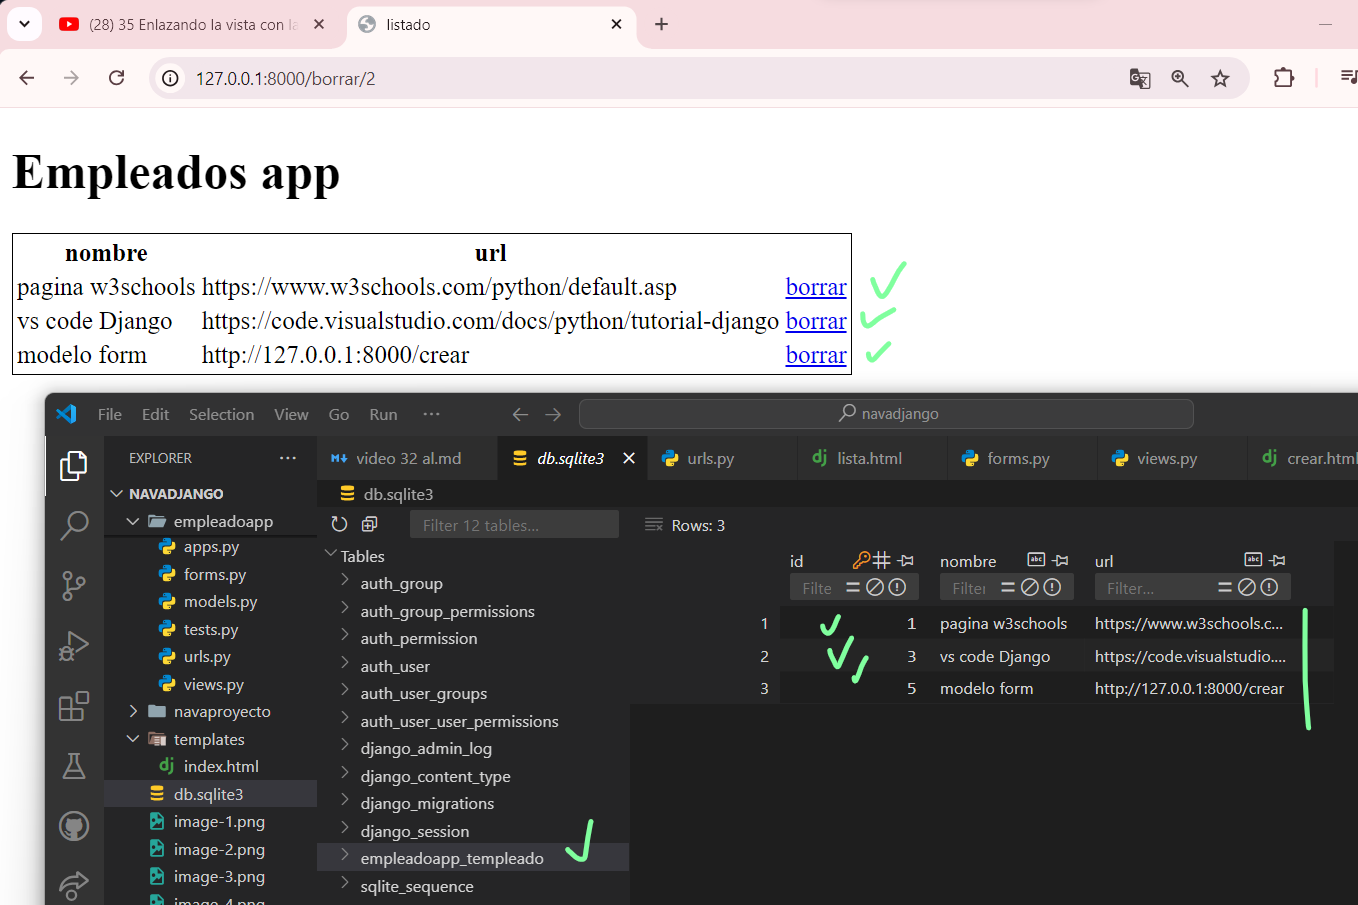 (28) 35 Enlazando la vista con la
listado
127.0.0.1:8000/borrar/2
Empleados app
nombre url
pagina w3schools https://www.w3schools.com/python/default.asp borrar
vs code Django https://code.visualstudio.com/docs/python/tutorial-django borrar
modelo form http://127.0.0.1:8000/crear borrar
File Edit Selection View Go Run ··· navadjango
EXPLORER ···
video 32 al.md db.sqlite3 urls.py lista.html forms.py views.py crear.html
NAVADJANGO
db.sqlite3
empleadoapp
Filter 12 tables... Rows: 3
apps.py
forms.py
models.py
tests.py
urls.py
views.py
navaproyecto
templates
index.html
db.sqlite3
image-1.png
image-2.png
image-3.png
image-4.png
Tables
auth_group
auth_group_permissions
auth_permission
auth_user
auth_user_groups
auth_user_user_permissions
django_admin_log
django_content_type
django_migrations
django_session
empleadoapp_templeado
sqlite_sequence
id nombre url
Filte Filter Filter...
1 1 pagina w3schools https://www.w3schools.c...
2 3 vs code Django https://code.visualstudio....
3 5 modelo form http://127.0.0.1:8000/crear